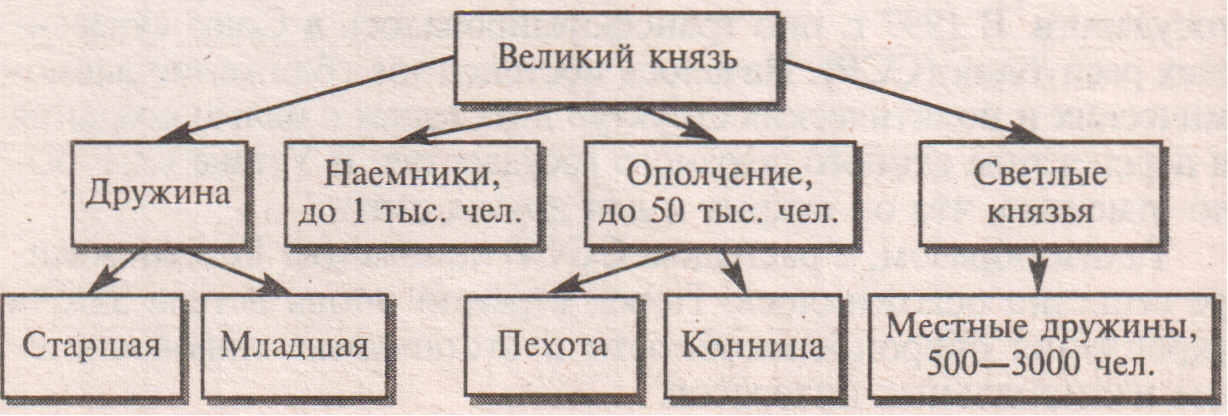 Великий князь
Дружина
Наемники,
до 1 тыс. чел.
Ополчение,
до 50 тыс. чел.
Светлые
князья
Старшая
Младшая
Пехота
Конница
Местные дружины,
500—3000 чел.